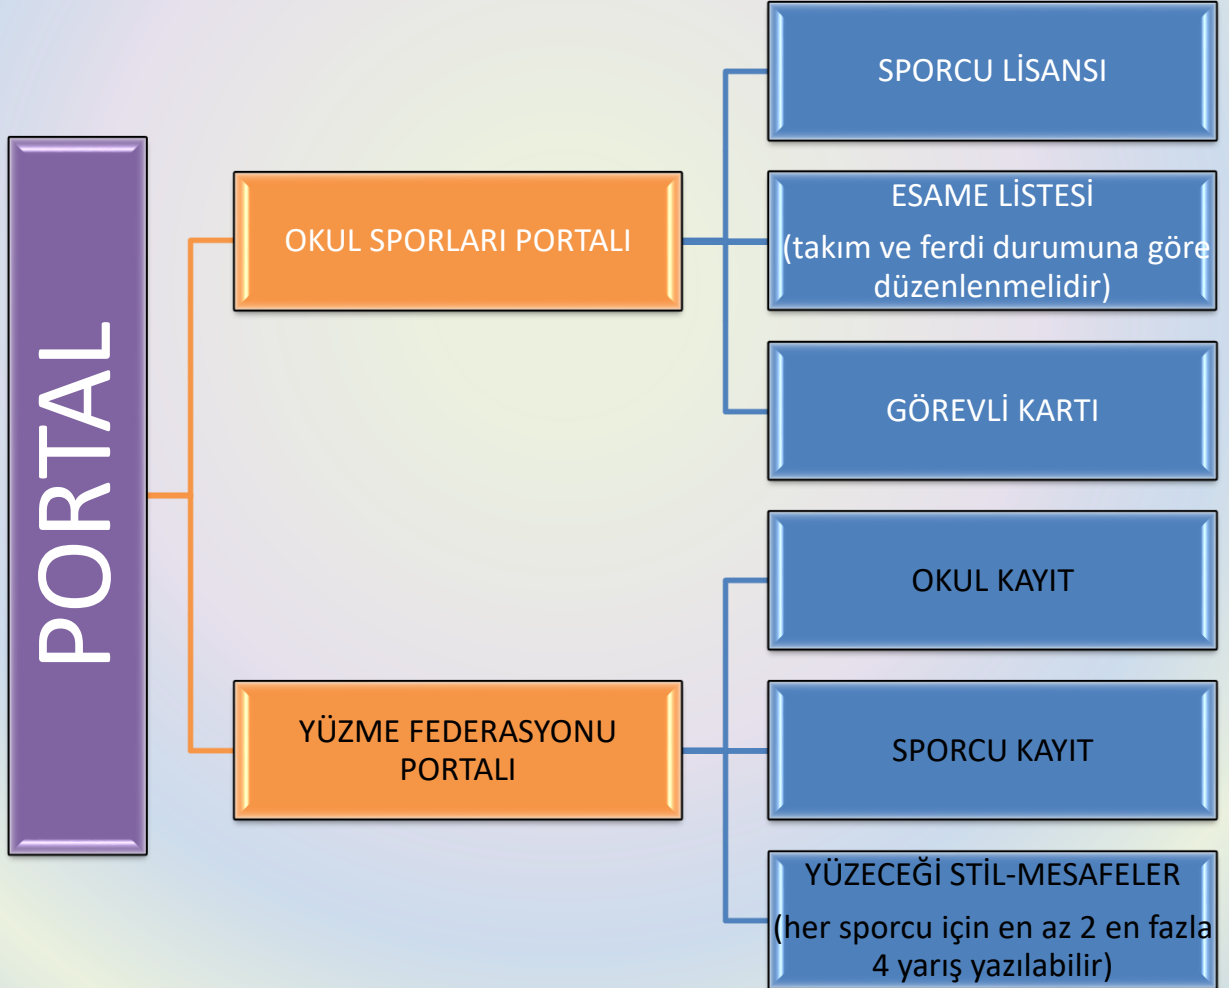 PORTAL
OKUL SPORLARI PORTALI
SPORCU LİSANSI
ESAME LİSTESİ
(takım ve ferdi durumuna göre
düzenlenmelidir)
GÖREVLİ KARTI
YÜZME FEDERASYONU
PORTALI
OKUL KAYIT
SPORCU KAYIT
YÜZECEĞİ STİL-MESAFELER
(her sporcu için en az 2 en fazla
4 yarış yazılabilir)